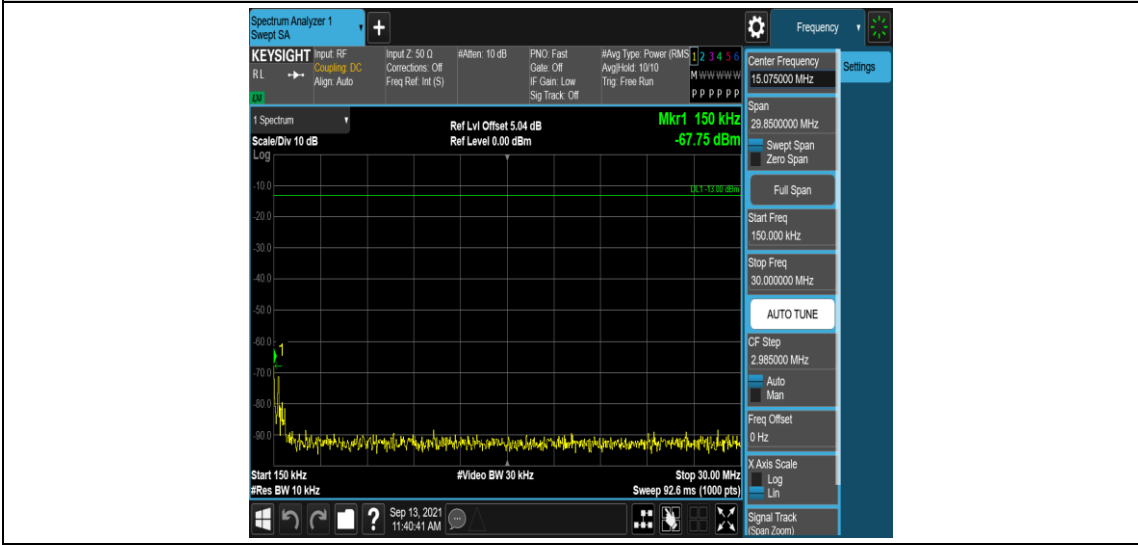 Spectrum Analyzer 1
Swept SA
+
Frequency
KEYSIGHT
RL
LM
Input: RF
Coupling: DC
Align: Auto
Input Z: 50 Ω
Corrections: Off
Freq Ref: Int (S)
#Atten: 10 dB
PNO: Fast
Gate: Off
IF Gain: Low
Sig Track: Off
#Avg Type: Power (RMS
Avg|Hold: 10/10
Trig: Free Run
1 2 3 4 5 6
M W W W W W
P P P P P P
1 Spectrum
Scale/Div 10 dB
Log
Ref Lvl Offset 5.04 dB
Ref Level 0.00 dBm
Mkr1 150 kHz
-67.75 dBm
DL1 -13.00 dBm
-10.0
-20.0
-30.0
-40.0
-50.0
-60.0
-70.0
-80.0
-90.0
1
Start 150 kHz
#Res BW 10 kHz
#Video BW 30 kHz
Stop 30.00 MHz
Sweep 92.6 ms (1000 pts)
?
Sep 13, 2021
11:40:41 AM
Center Frequency
15.075000 MHz
Span
29.8500000 MHz
Swept Span
Zero Span
Full Span
Start Freq
150.000 kHz
Stop Freq
30.000000 MHz
AUTO TUNE
CF Step
2.985000 MHz
Auto
Man
Freq Offset
0 Hz
X Axis Scale
Log
Lin
Signal Track
(Span Zoom)
Settings